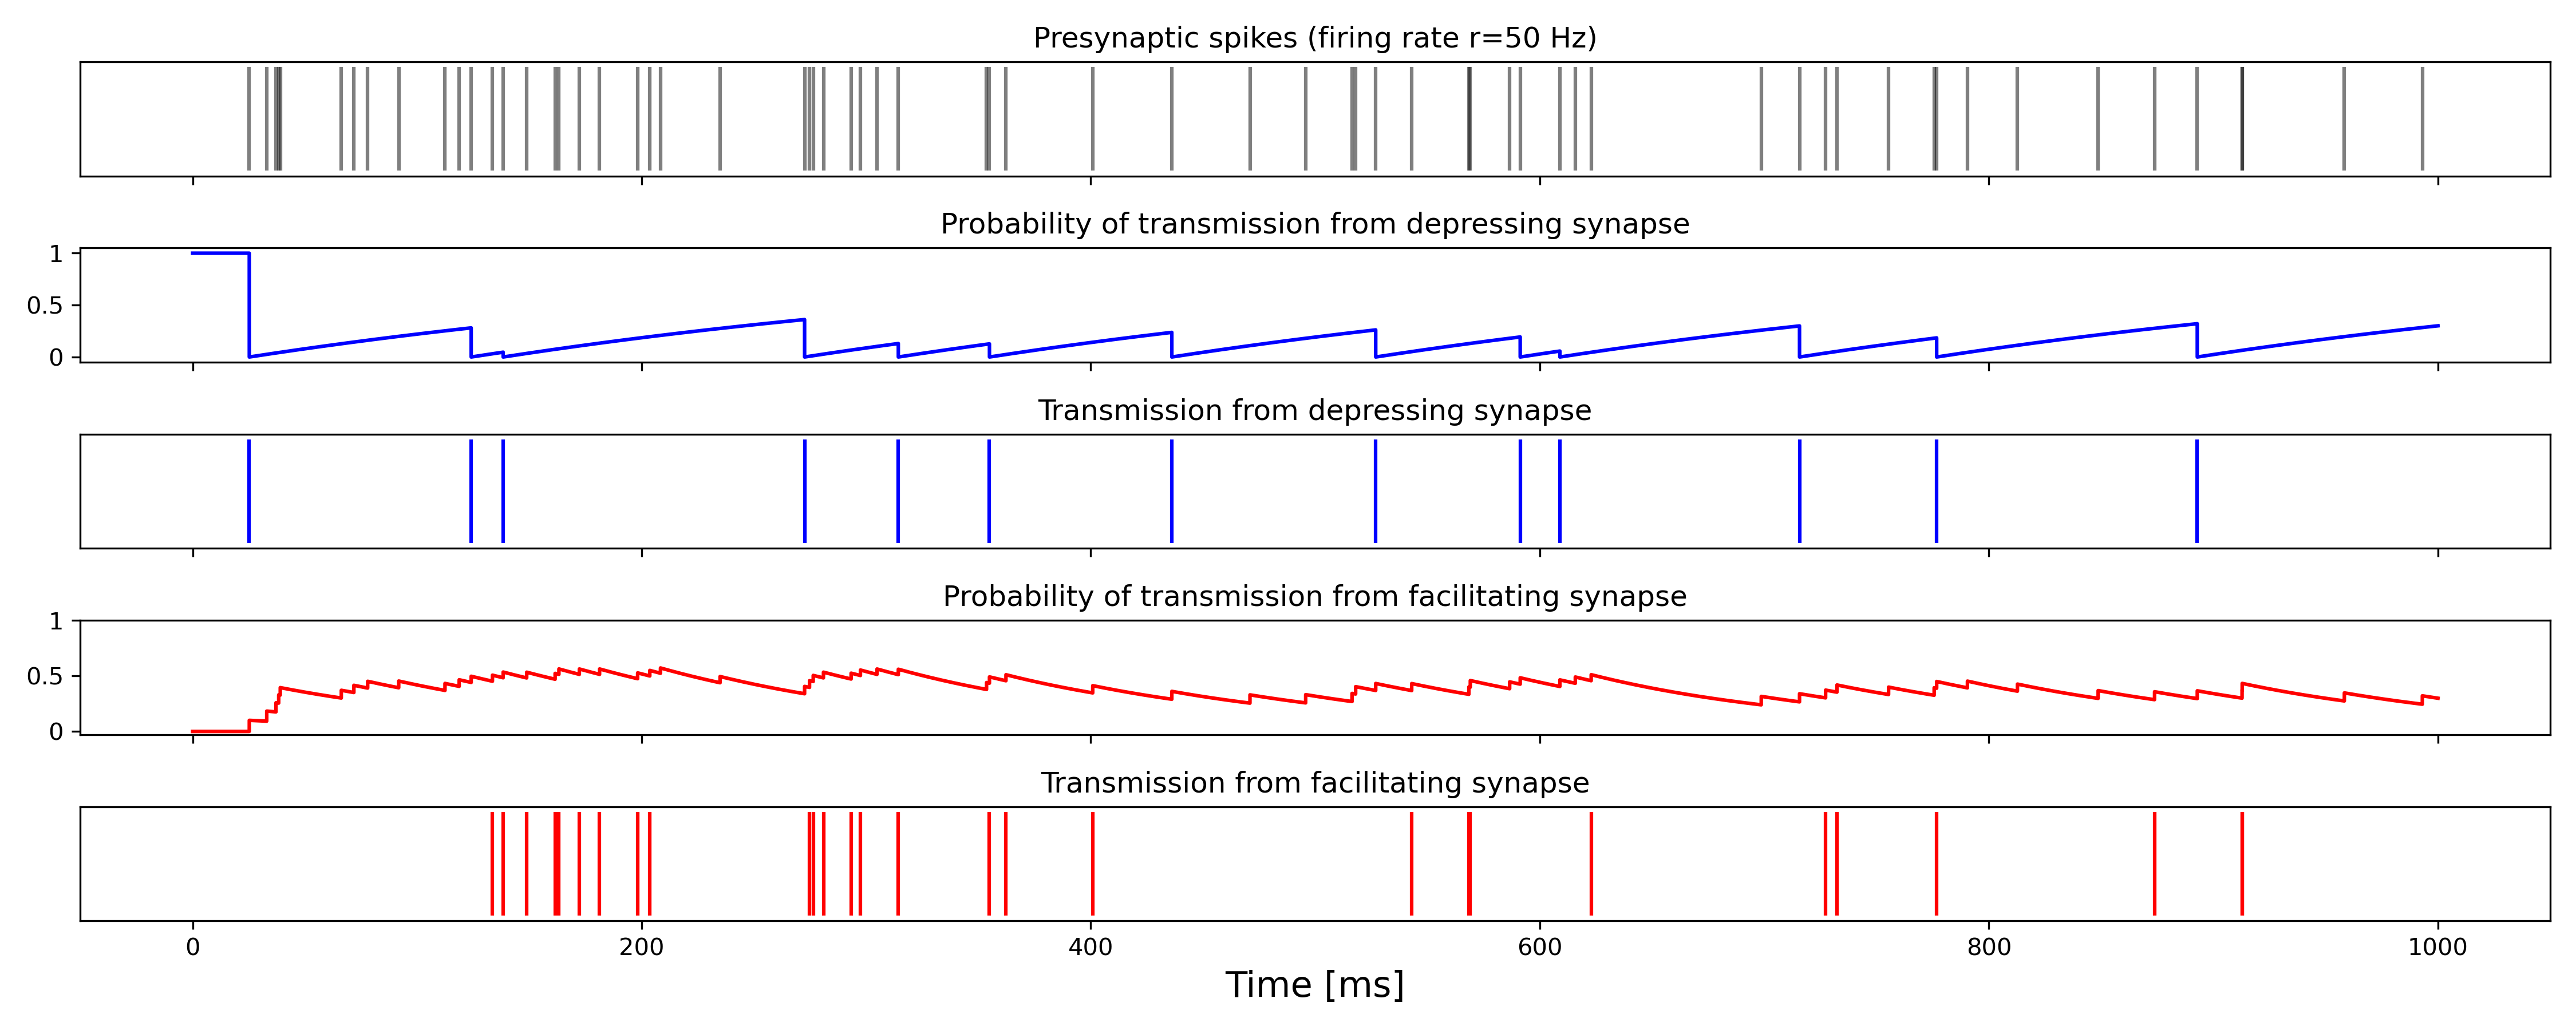 Presynaptic spikes (firing rate r=50 Hz)
Probability of transmission from depressing synapse
1
0.5
0
Transmission from depressing synapse
Probability of transmission from facilitating synapse
1
0.5
0
Transmission from facilitating synapse
0 200 400 600 800 1000
Time [ms]